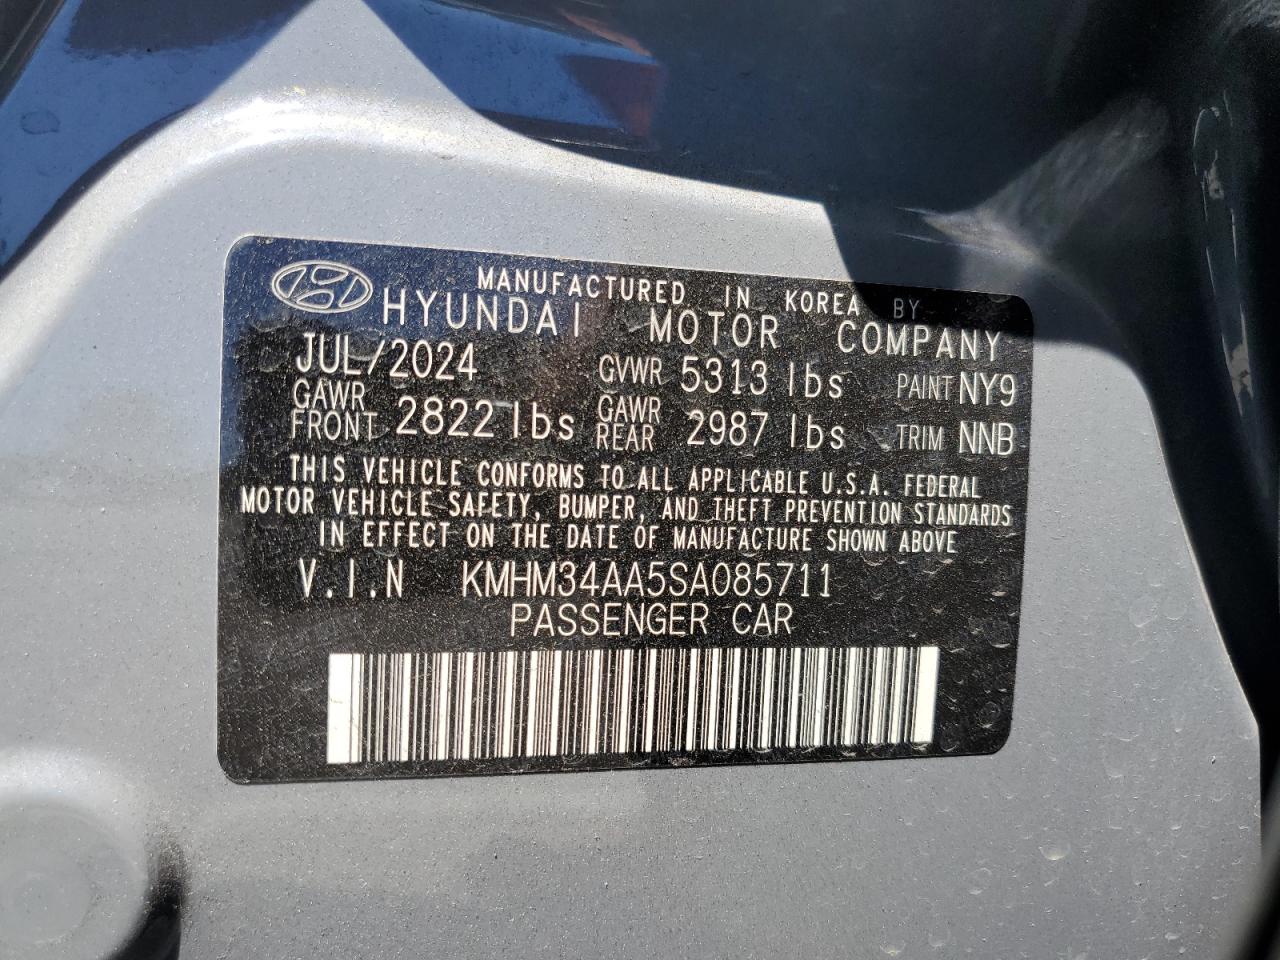 MANUFACTURED IN KOREA BY
HYUNDAI MOTOR COMPANY
JUL/2024 GVWR 5313 lbs PAINT NY9
GAWR FRONT 2822 lbs GAWR REAR 2987 lbs TRIM NNB
THIS VEHICLE CONFORMS TO ALL APPLICABLE U.S.A. FEDERAL
MOTOR VEHICLE SAFETY, BUMPER, AND THEFT PREVENTION STANDARDS
IN EFFECT ON THE DATE OF MANUFACTURE SHOWN ABOVE
V.I.N KMHM34AA5SA085711
PASSENGER CAR